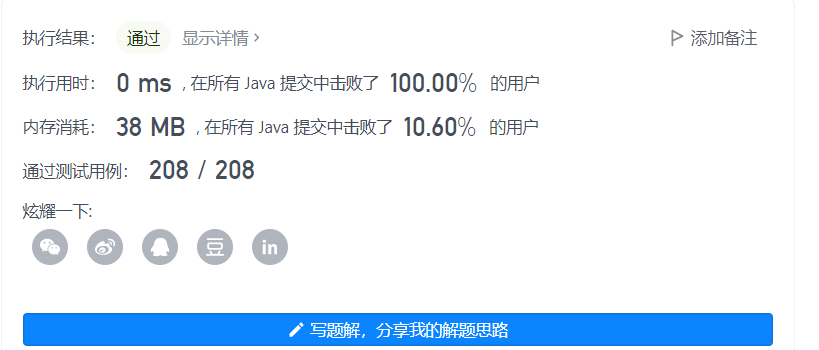 执行结果： 通过 显示详情 > 添加备注
执行用时： 0 ms ，在所有 Java 提交中击败了 100.00% 的用户
内存消耗： 38 MB ，在所有 Java 提交中击败了 10.60% 的用户
通过测试用例： 208 / 208
炫耀一下:
豆 in
写题解，分享我的解题思路